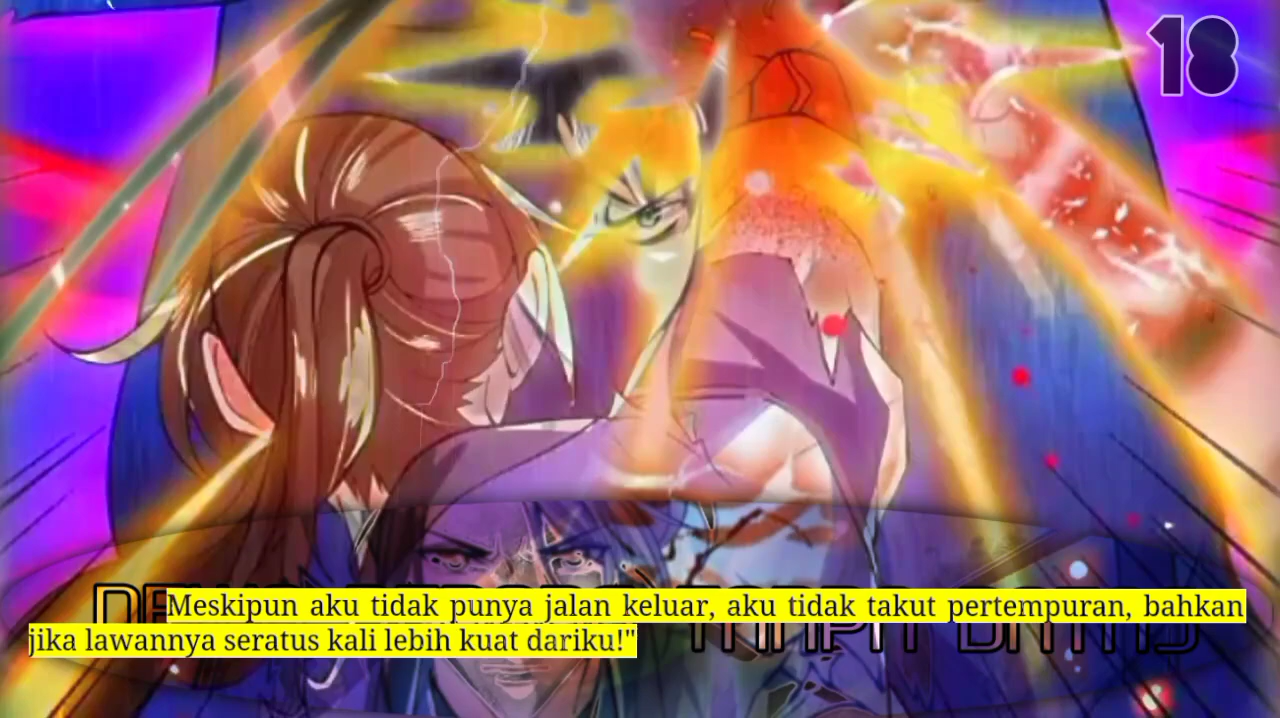 18
Meskipun aku tidak punya jalan keluar, aku tidak takut pertempuran, bahkan
jika lawannya seratus kali lebih kuat dariku!"